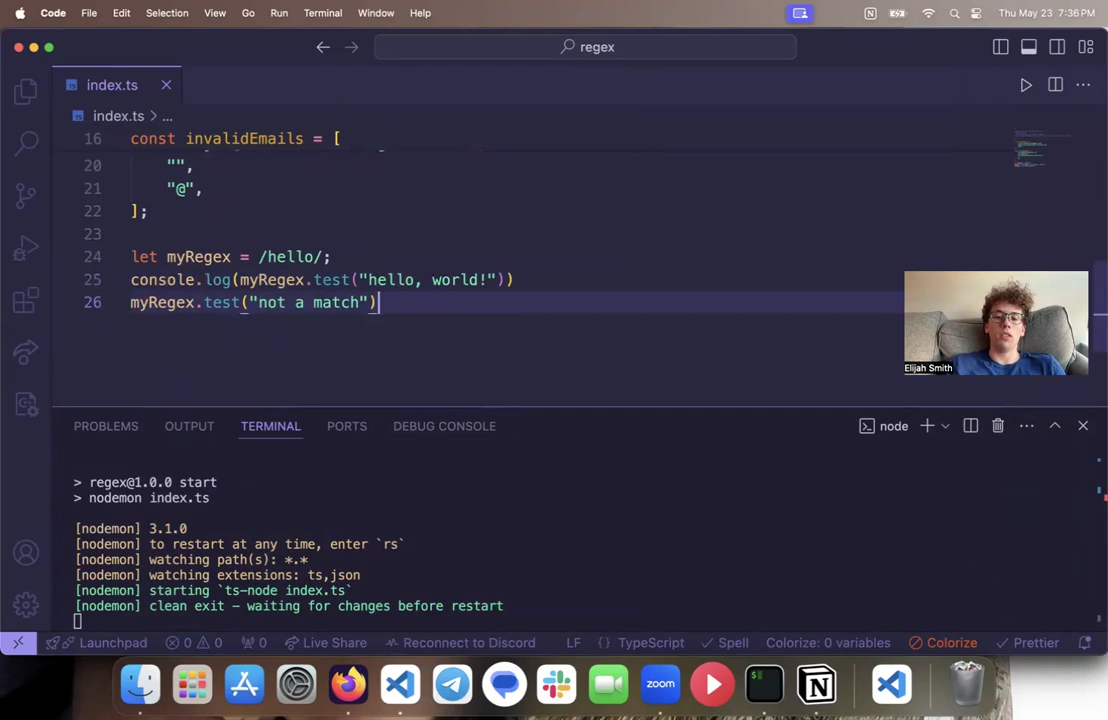 Code File Edit Selection View Go Run Terminal Window Help Thu May 23 7:36 PM
regex
index.ts
index.ts > ...
16 const invalidEmails = [
20 "",
21 "@",
22 ];
23
24 let myRegex = /hello/;
25 console.log(myRegex.test("hello, world!"))
26 myRegex.test("not a match")
Elijah Smith
PROBLEMS OUTPUT TERMINAL PORTS DEBUG CONSOLE node
> regex@1.0.0 start
> nodemon index.ts
[nodemon] 3.1.0
[nodemon] to restart at any time, enter `rs`
[nodemon] watching path(s): *.*
[nodemon] watching extensions: ts,json
[nodemon] starting `ts-node index.ts`
[nodemon] clean exit - waiting for changes before restart
Launchpad 0 0 0 Live Share Reconnect to Discord LF {} TypeScript Spell Colorize: 0 variables Colorize Prettier
zoom